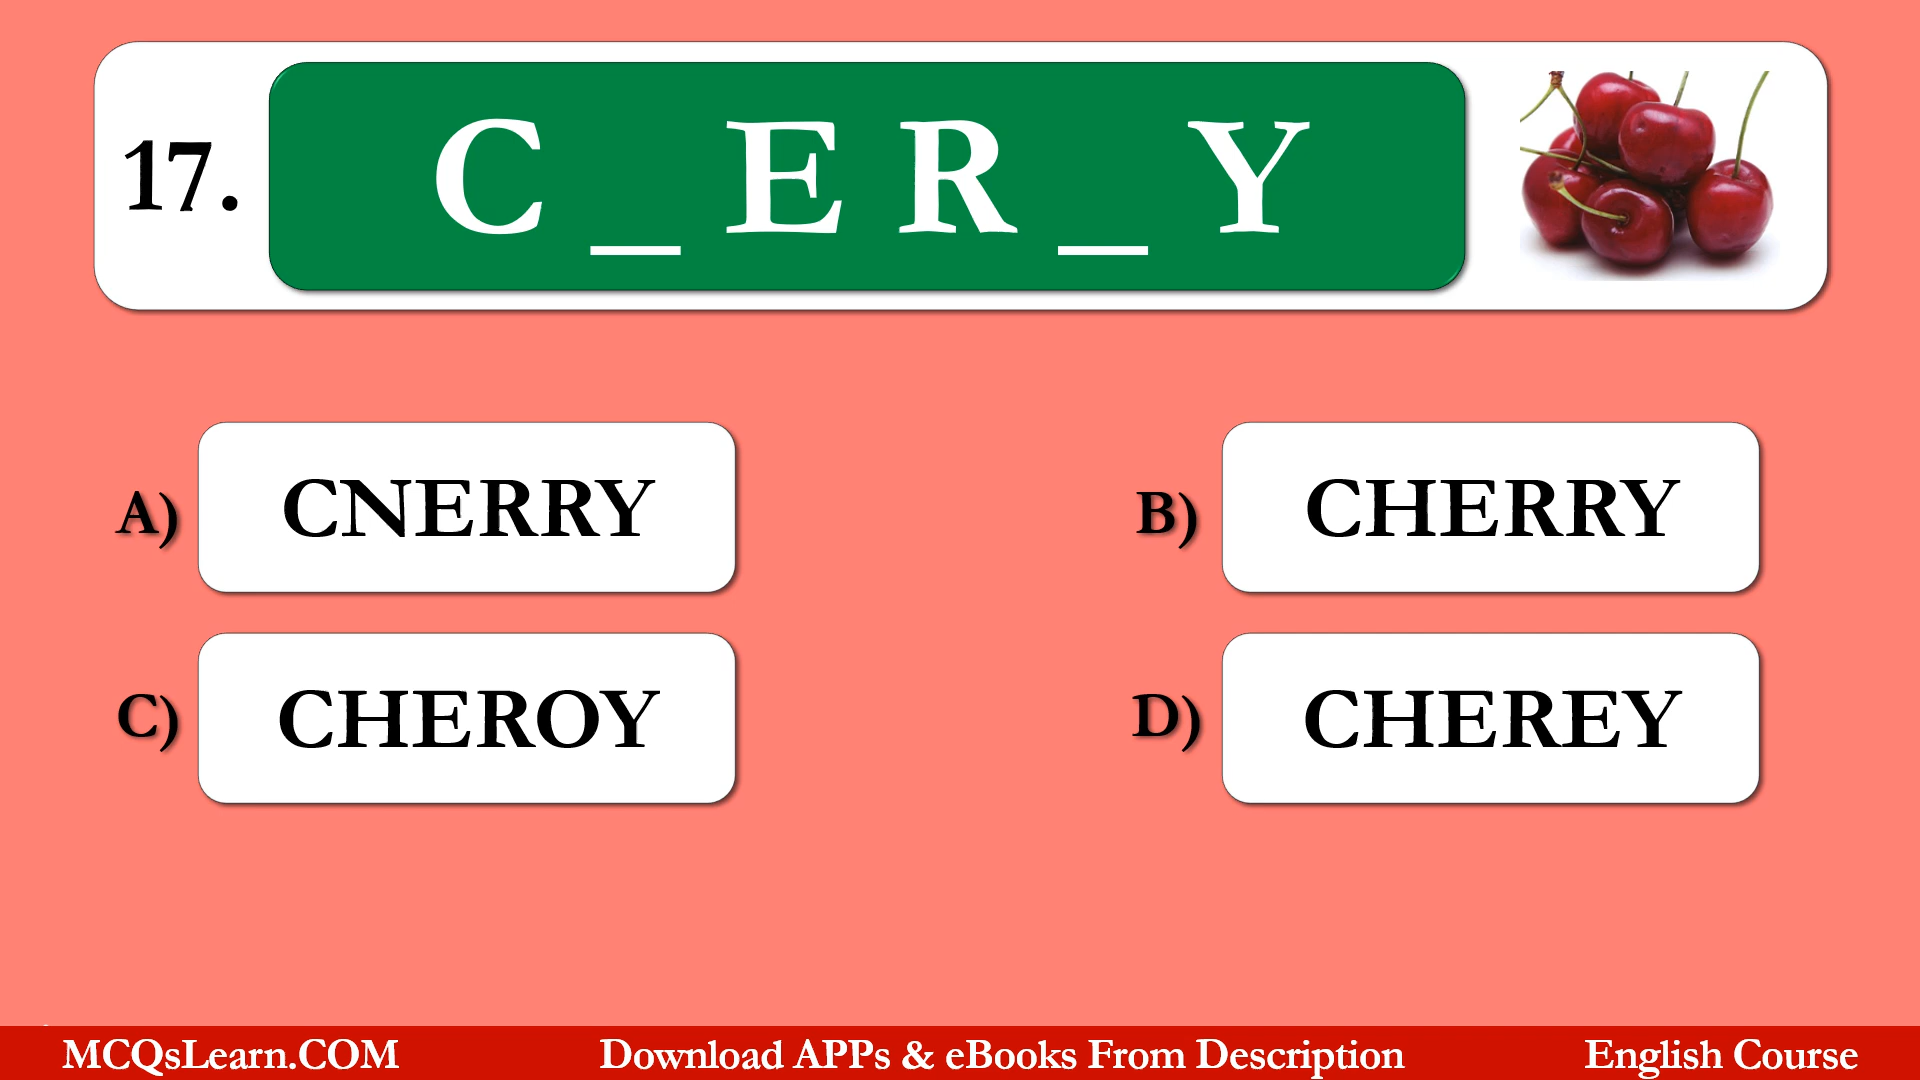 17. C _ E R _ Y
A) CNERRY
B) CHERRY
C) CHEROY
D) CHEREY
MCQsLearn.COM Download APPs & eBooks From Description English Course